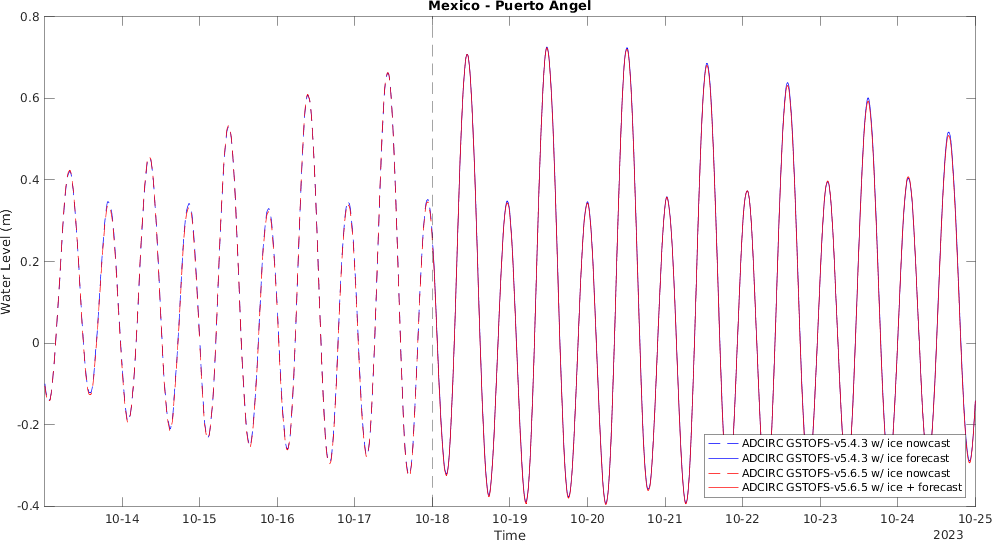 Mexico - Puerto Angel
Water Level (m)
0.8
0.6
0.4
0.2
0
-0.2
-0.4
ADCIRC GSTOFS-v5.4.3 w/ ice nowcast
ADCIRC GSTOFS-v5.4.3 w/ ice forecast
ADCIRC GSTOFS-v5.6.5 w/ ice nowcast
ADCIRC GSTOFS-v5.6.5 w/ ice + forecast
10-14 10-15 10-16 10-17 10-18 10-19 10-20 10-21 10-22 10-23 10-24 10-25
Time
2023